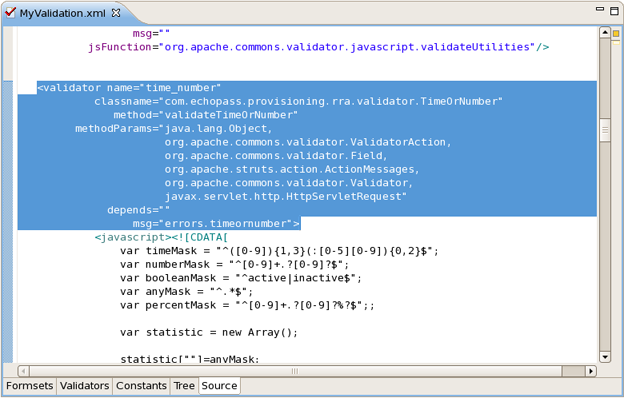 MyValidation.xml
msg=""
jsFunction="org.apache.commons.validator.javascript.validateUtilities"/>
<validator name="time_number"
classname="com.echopass.provisioning.rra.validator.TimeOrNumber"
method="validateTimeOrNumber"
methodParams="java.lang.Object,
org.apache.commons.validator.ValidatorAction,
org.apache.commons.validator.Field,
org.apache.struts.action.ActionMessages,
org.apache.commons.validator.Validator,
javax.servlet.http.HttpServletRequest"
depends=""
msg="errors.timeornumber">
<javascript><![CDATA[
var timeMask = "^([0-9]){1,3}(:[0-5][0-9]){0,2}$";
var numberMask = "^[0-9]+.?[0-9]?$";
var booleanMask = "^active|inactive$";
var anyMask = "^.*$";
var percentMask = "^[0-9]+.?[0-9]?%?$";;
var statistic = new Array();
statistic[""]=anyMask;
Formsets Validators Constants Tree Source